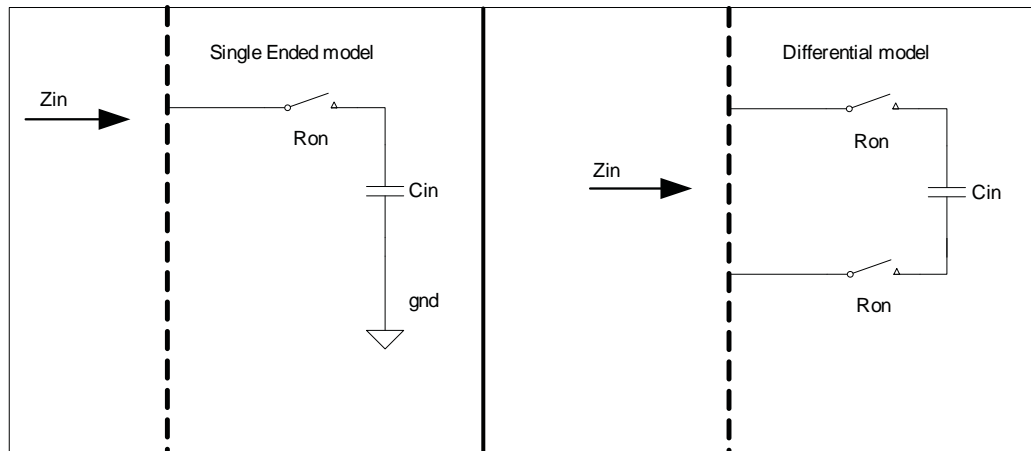 Single Ended model
Zin
Ron
Cin
gnd
Differential model
Ron
Zin
Cin
Ron